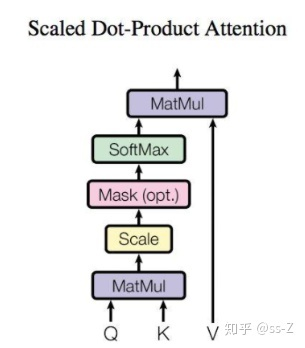 Scaled Dot-Product Attention
MatMul
SoftMax
Mask (opt.)
Scale
MatMul
Q K V
知乎 @ss-Z